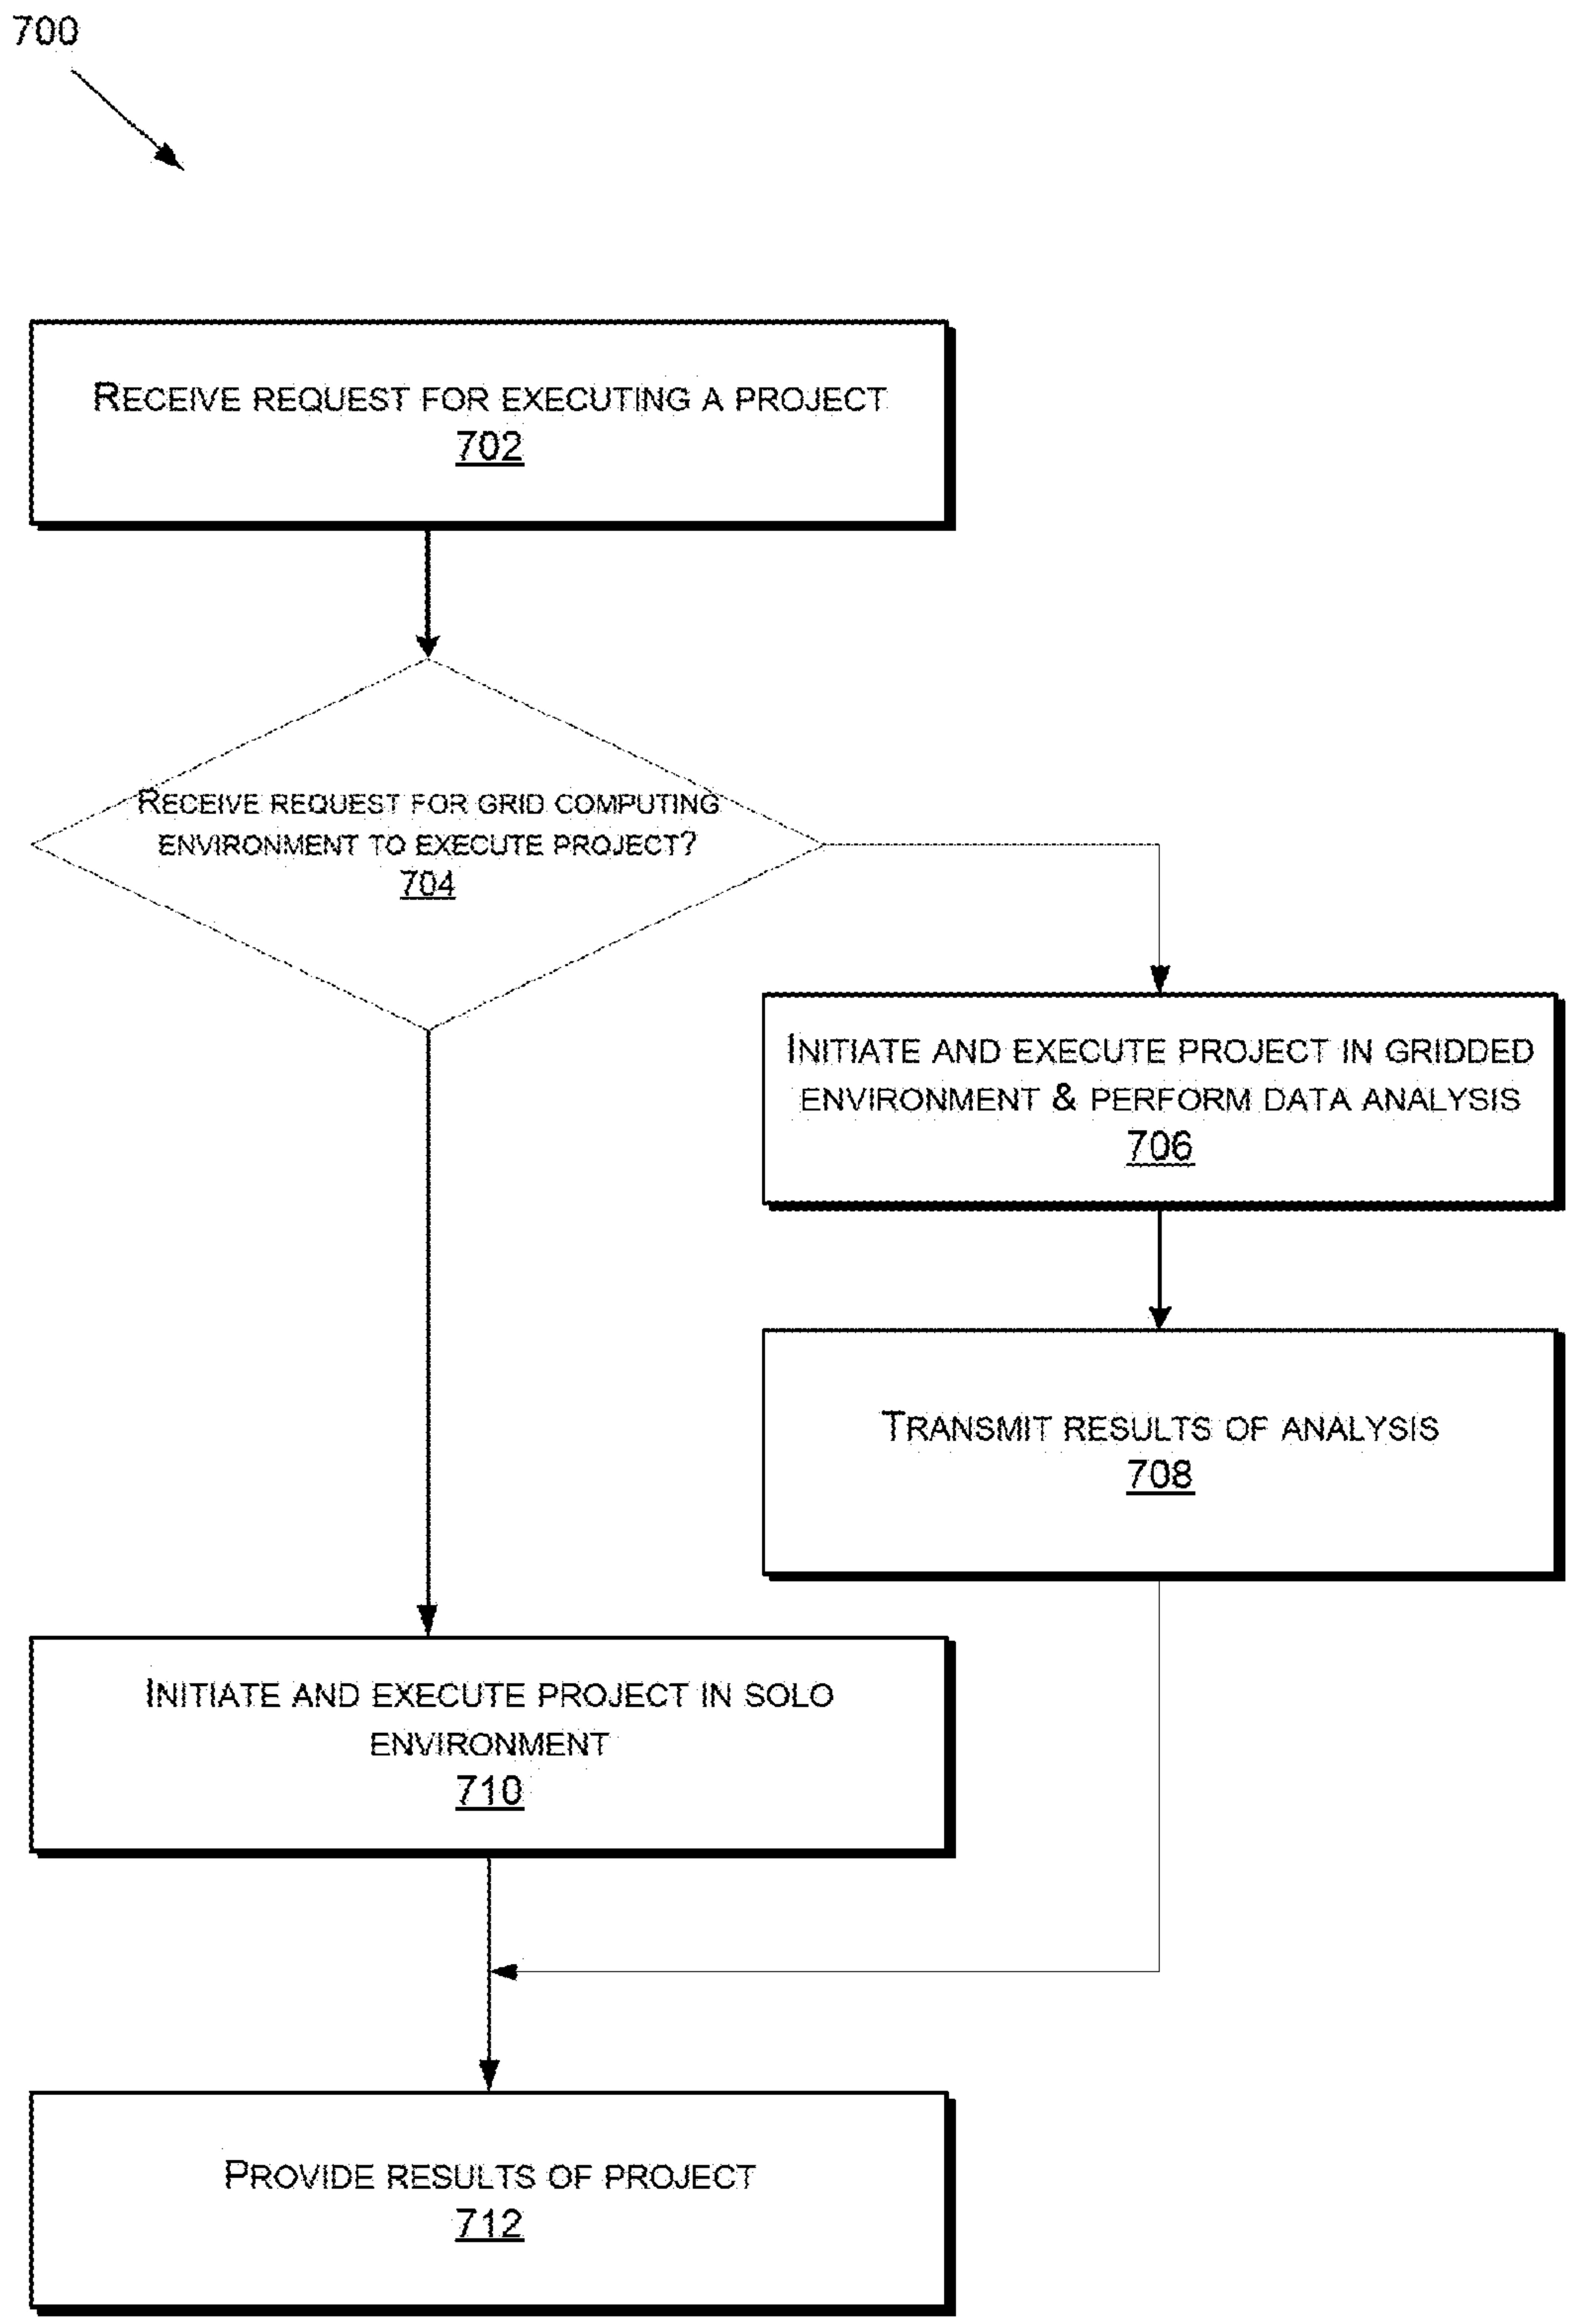 700
RECEIVE REQUEST FOR EXECUTING A PROJECT
702
RECEIVE REQUEST FOR GRID COMPUTING
ENVIRONMENT TO EXECUTE PROJECT?
704
INITIATE AND EXECUTE PROJECT IN GRIDDED
ENVIRONMENT & PERFORM DATA ANALYSIS
706
TRANSMIT RESULTS OF ANALYSIS
708
INITIATE AND EXECUTE PROJECT IN SOLO
ENVIRONMENT
710
PROVIDE RESULTS OF PROJECT
712